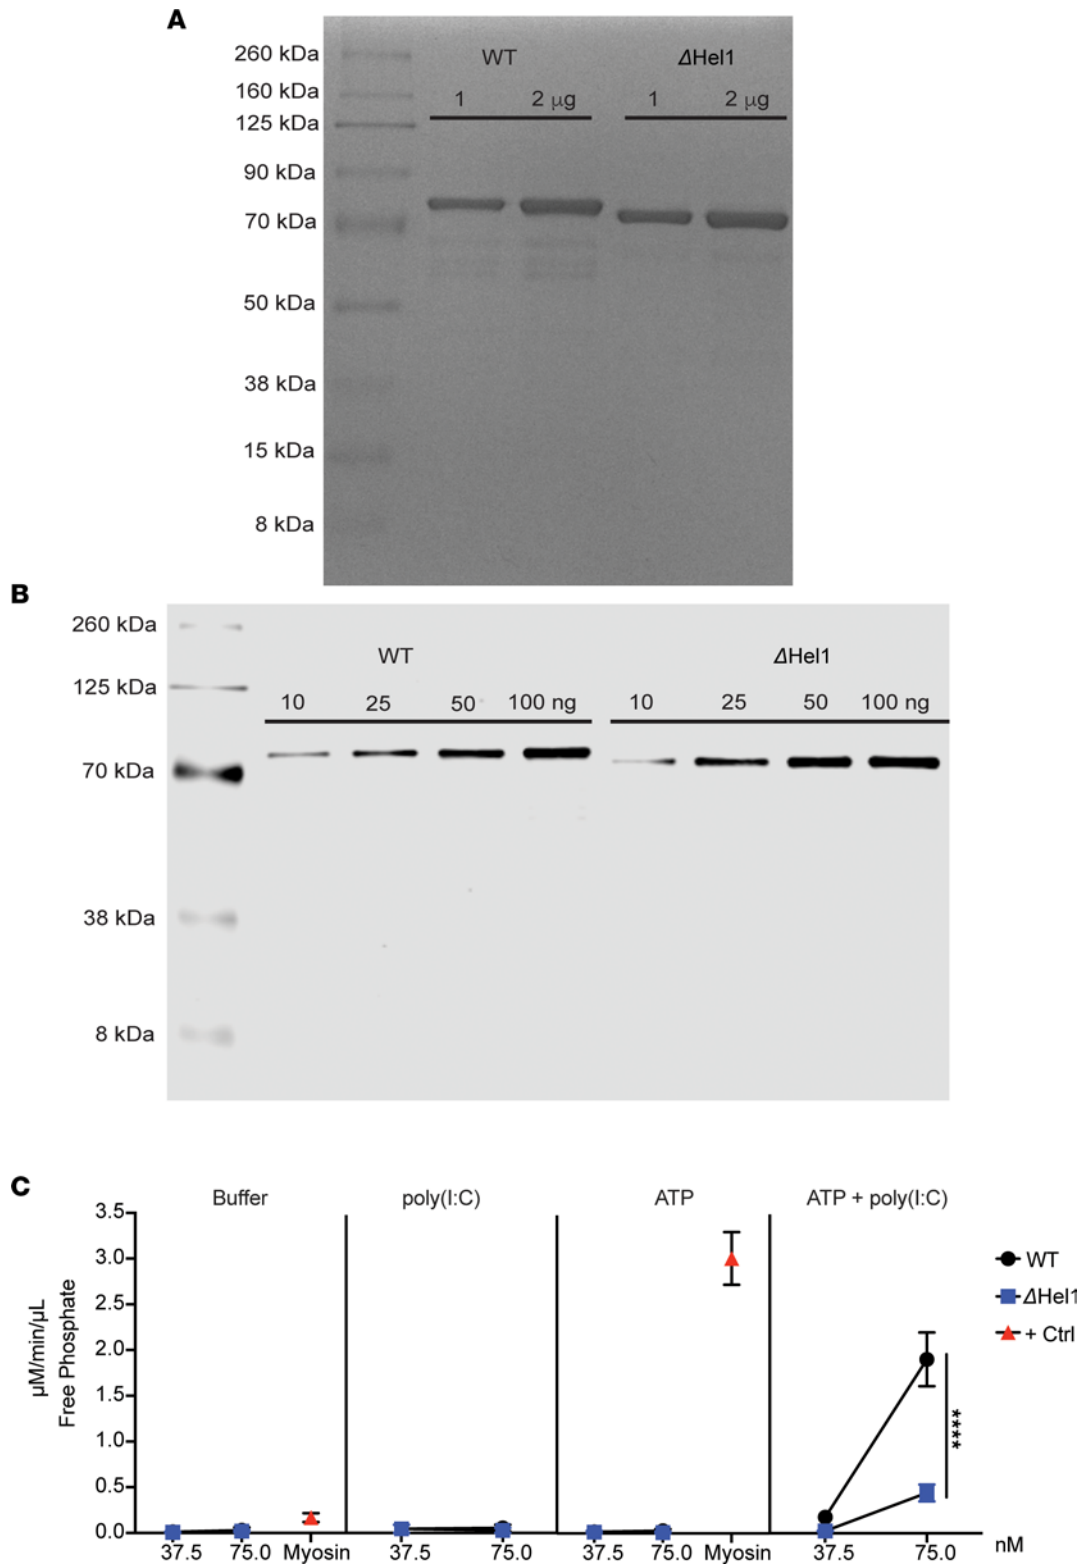 A
WT ΔHel1
1 2 μg 1 2 μg
260 kDa
160 kDa
125 kDa
90 kDa
70 kDa
50 kDa
38 kDa
15 kDa
8 kDa
B
WT ΔHel1
10 25 50 100 ng 10 25 50 100 ng
260 kDa
125 kDa
70 kDa
38 kDa
8 kDa
C
Buffer poly(I:C) ATP ATP + poly(I:C)
μM/min/μL
Free Phosphate
3.5
3.0
2.5
2.0
1.5
1.0
0.5
0.0
WT
ΔHel1
+ Ctrl
****
37.5 75.0 Myosin 37.5 75.0 37.5 75.0 Myosin 37.5 75.0 nM